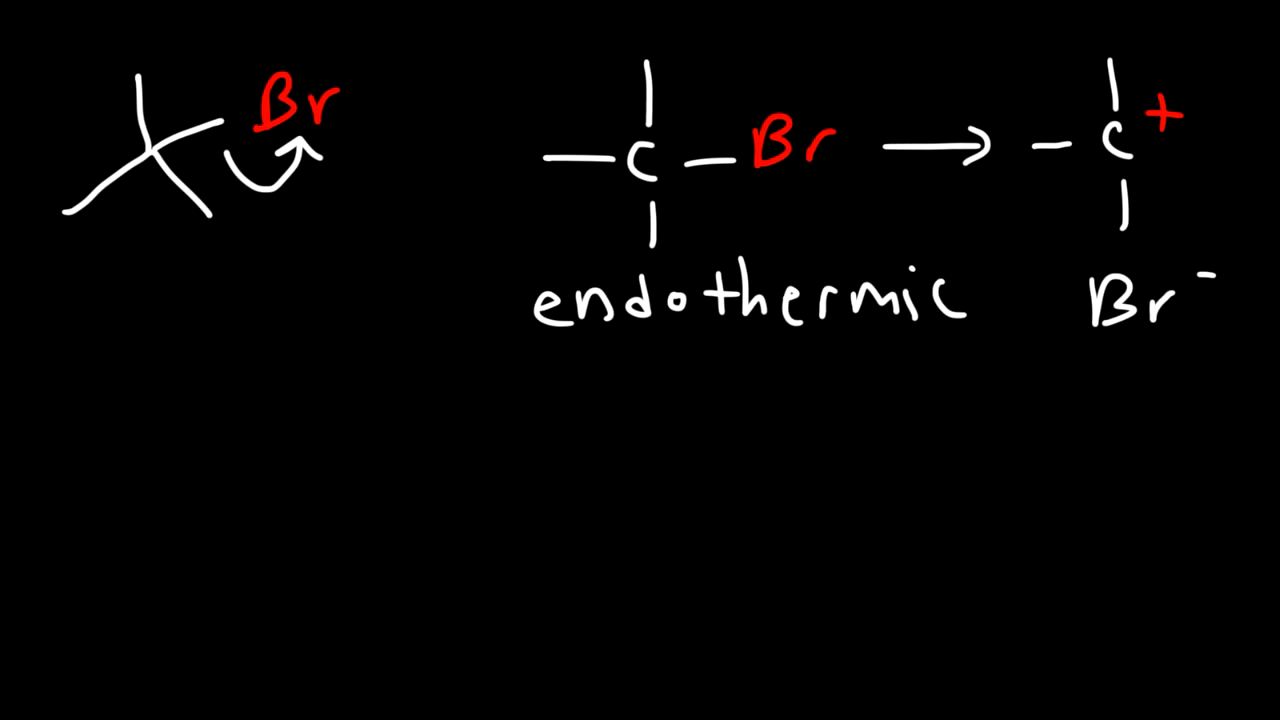 Br
C Br → C +
endothermic Br -